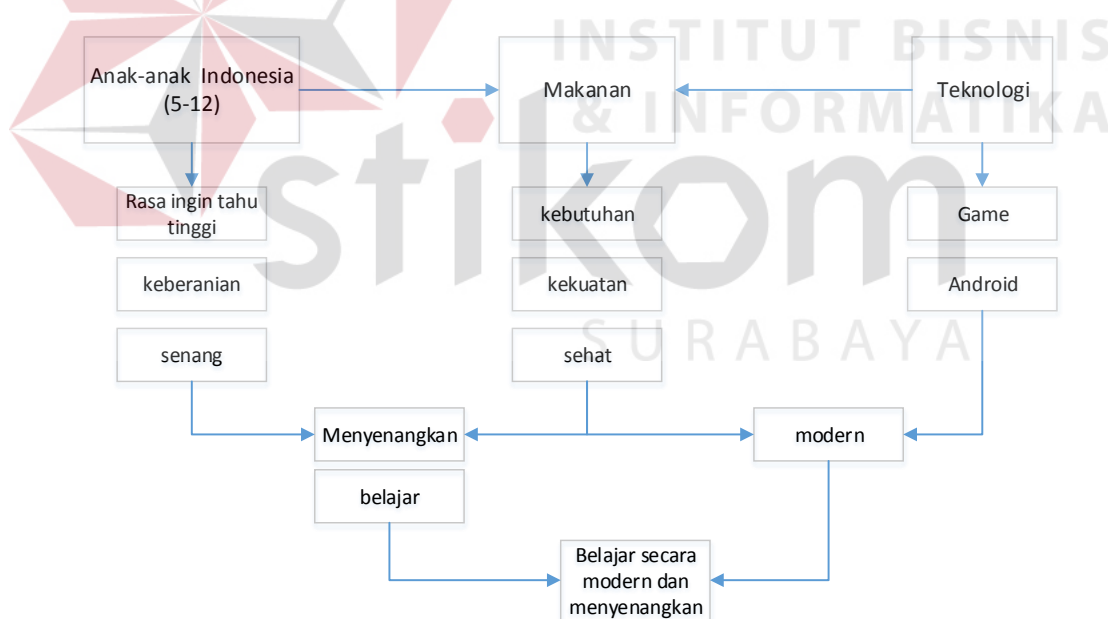 INSTITUT BISNIS
& INFORMATIKA
stikom
SURABAYA
Anak-anak Indonesia
(5-12)
Makanan
Teknologi
Rasa ingin tahu
tinggi
kebutuhan
Game
keberanian
kekuatan
Android
senang
sehat
Menyenangkan
modern
belajar
Belajar secara
modern dan
menyenangkan